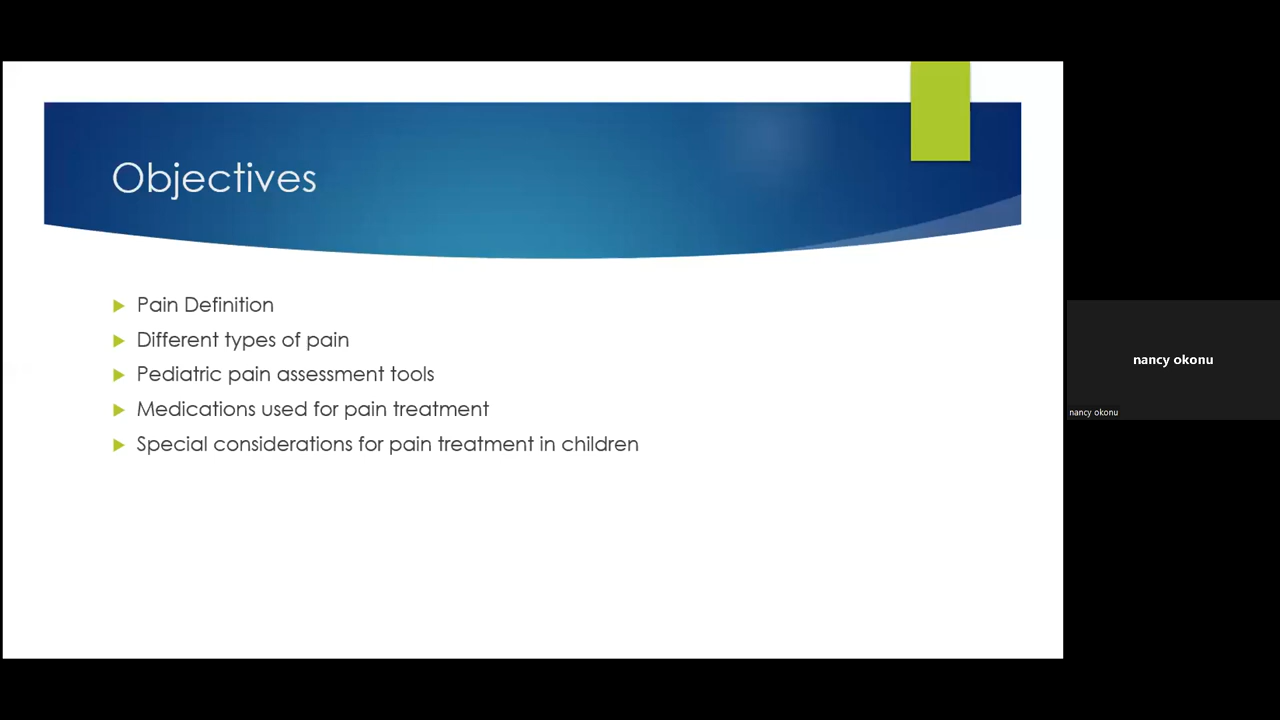 Objectives
Pain Definition
Different types of pain
Pediatric pain assessment tools
Medications used for pain treatment
Special considerations for pain treatment in children
nancy okonu
nancy okonu